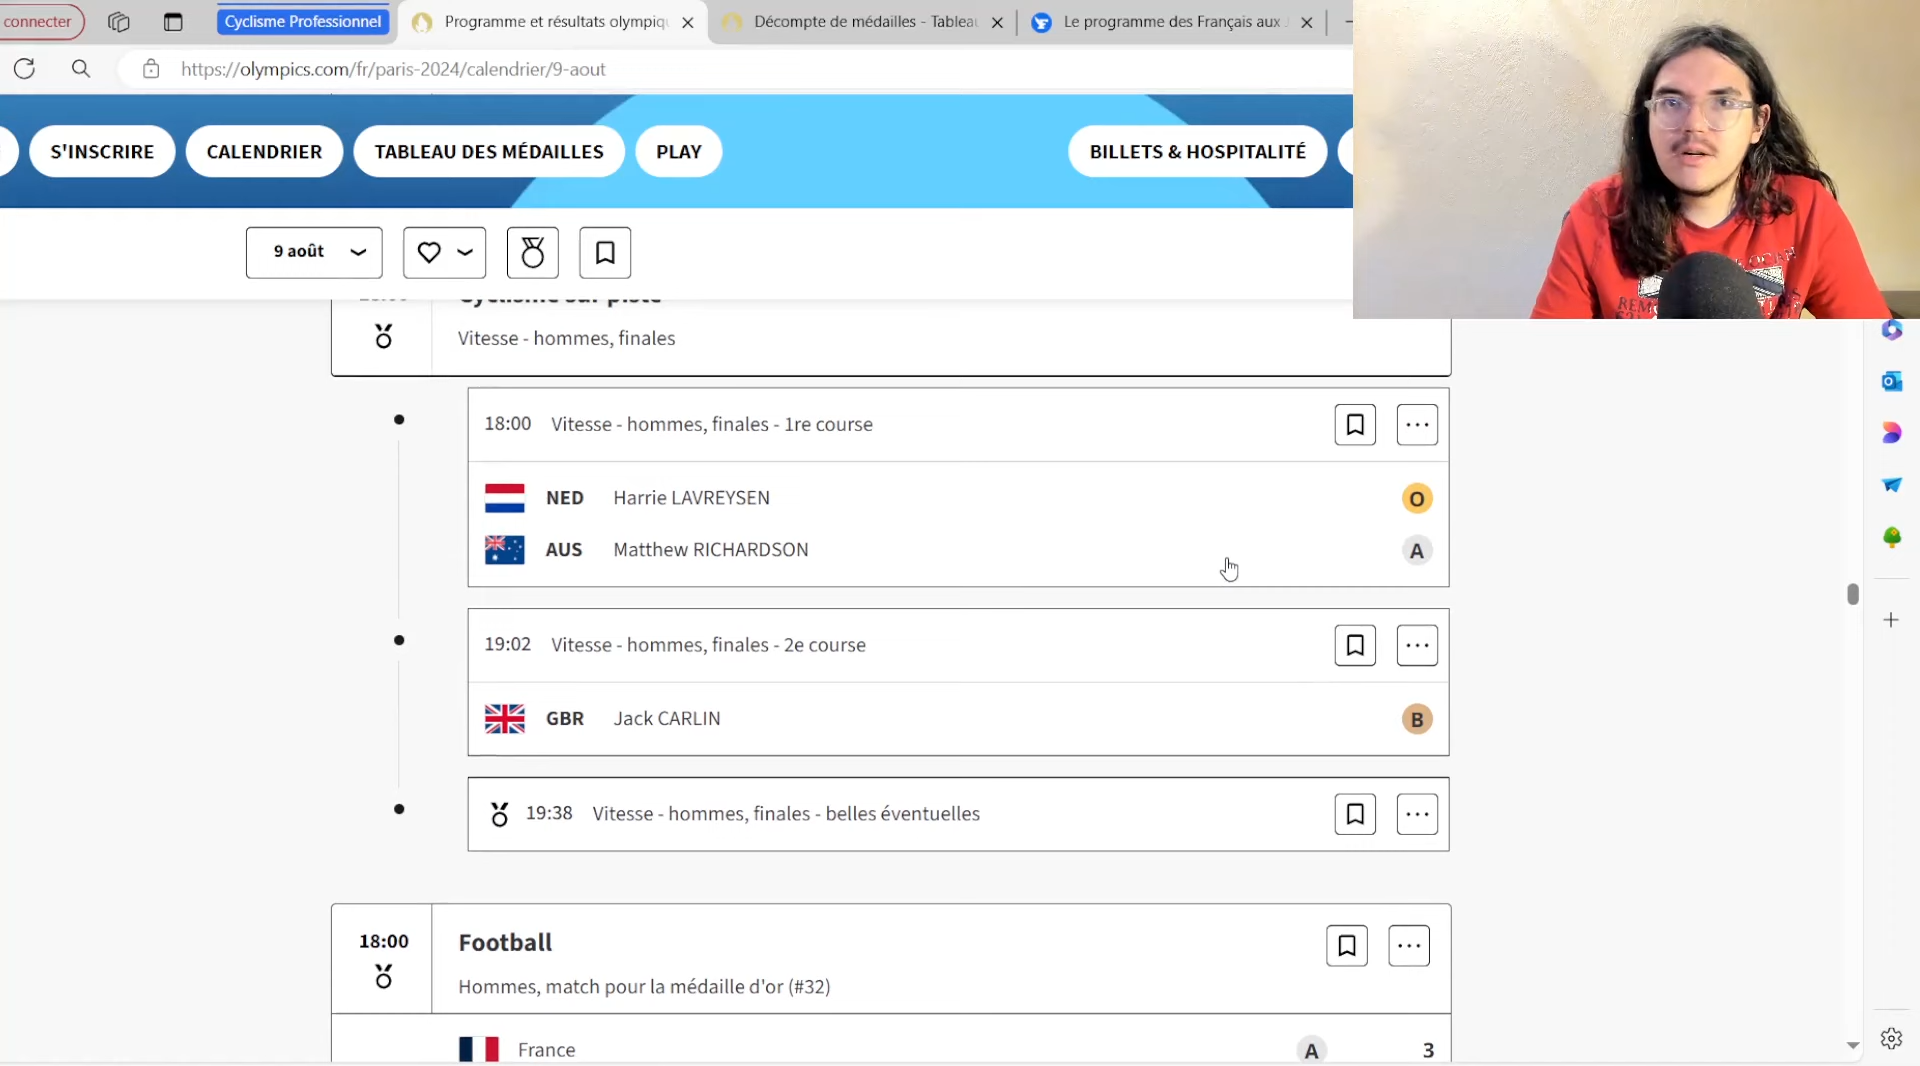 connecter
Cyclisme Professionnel
Programme et résultats olympiq
Décompte de médailles - Tablea
Le programme des Français aux
https://olympics.com/fr/paris-2024/calendrier/9-aout
S'INSCRIRE
CALENDRIER
TABLEAU DES MÉDAILLES
PLAY
BILLETS & HOSPITALITÉ
9 août
Cyclisme sur piste
Vitesse - hommes, finales
18:00 Vitesse - hommes, finales - 1re course
NED Harrie LAVREYSEN O
AUS Matthew RICHARDSON A
19:02 Vitesse - hommes, finales - 2e course
GBR Jack CARLIN B
19:38 Vitesse - hommes, finales - belles éventuelles
18:00 Football
Hommes, match pour la médaille d'or (#32)
France A 3